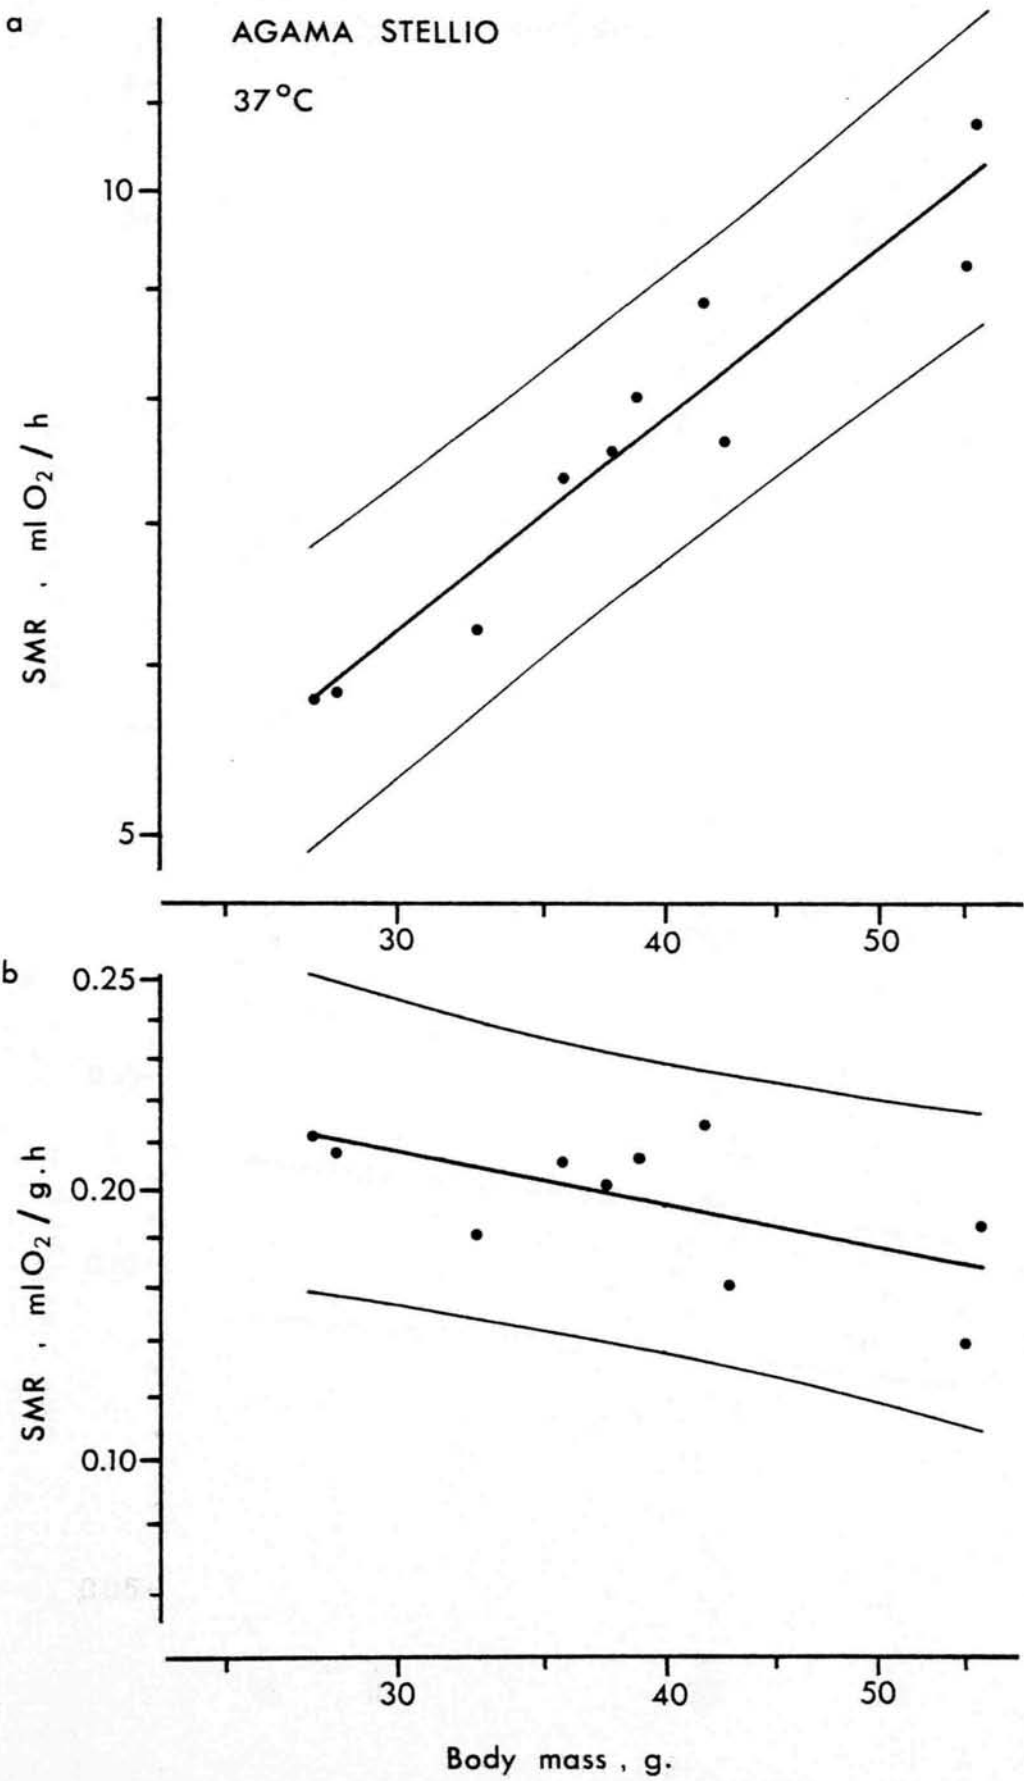 a
AGAMA STELLIO
37°C
10
SMR , ml O₂ / h
5
30 40 50
b
0.25
0.20
SMR , ml O₂ / g . h
0.10
30 40 50
Body mass , g.